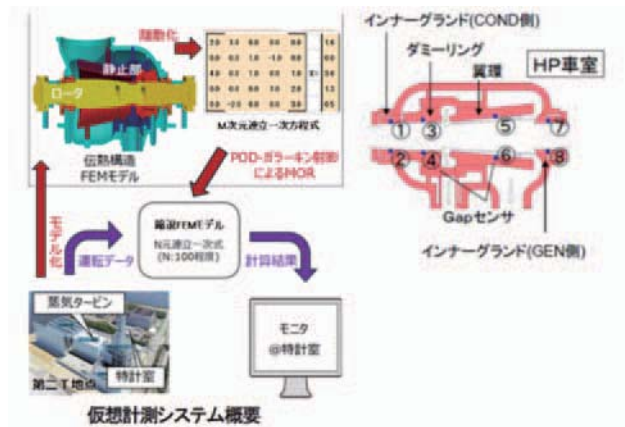 静止部
ロータ
離散化
M次元連立一次方程式
伝熱構造
FEMモデル
POD-ガラーキン射影
によるMOR
モデル化
運転データ
縮約FEMモデル
N元連立一次式
(N:100程度)
計算結果
蒸気タービン
第二T地点
特計室
モニタ
@特計室
仮想計測システム概要
インナーグランド(COND側)
ダミーリング
翼環
HP車室
①
③
⑤
⑦
②
④
⑥
⑧
Gapセンサ
インナーグランド(GEN側)